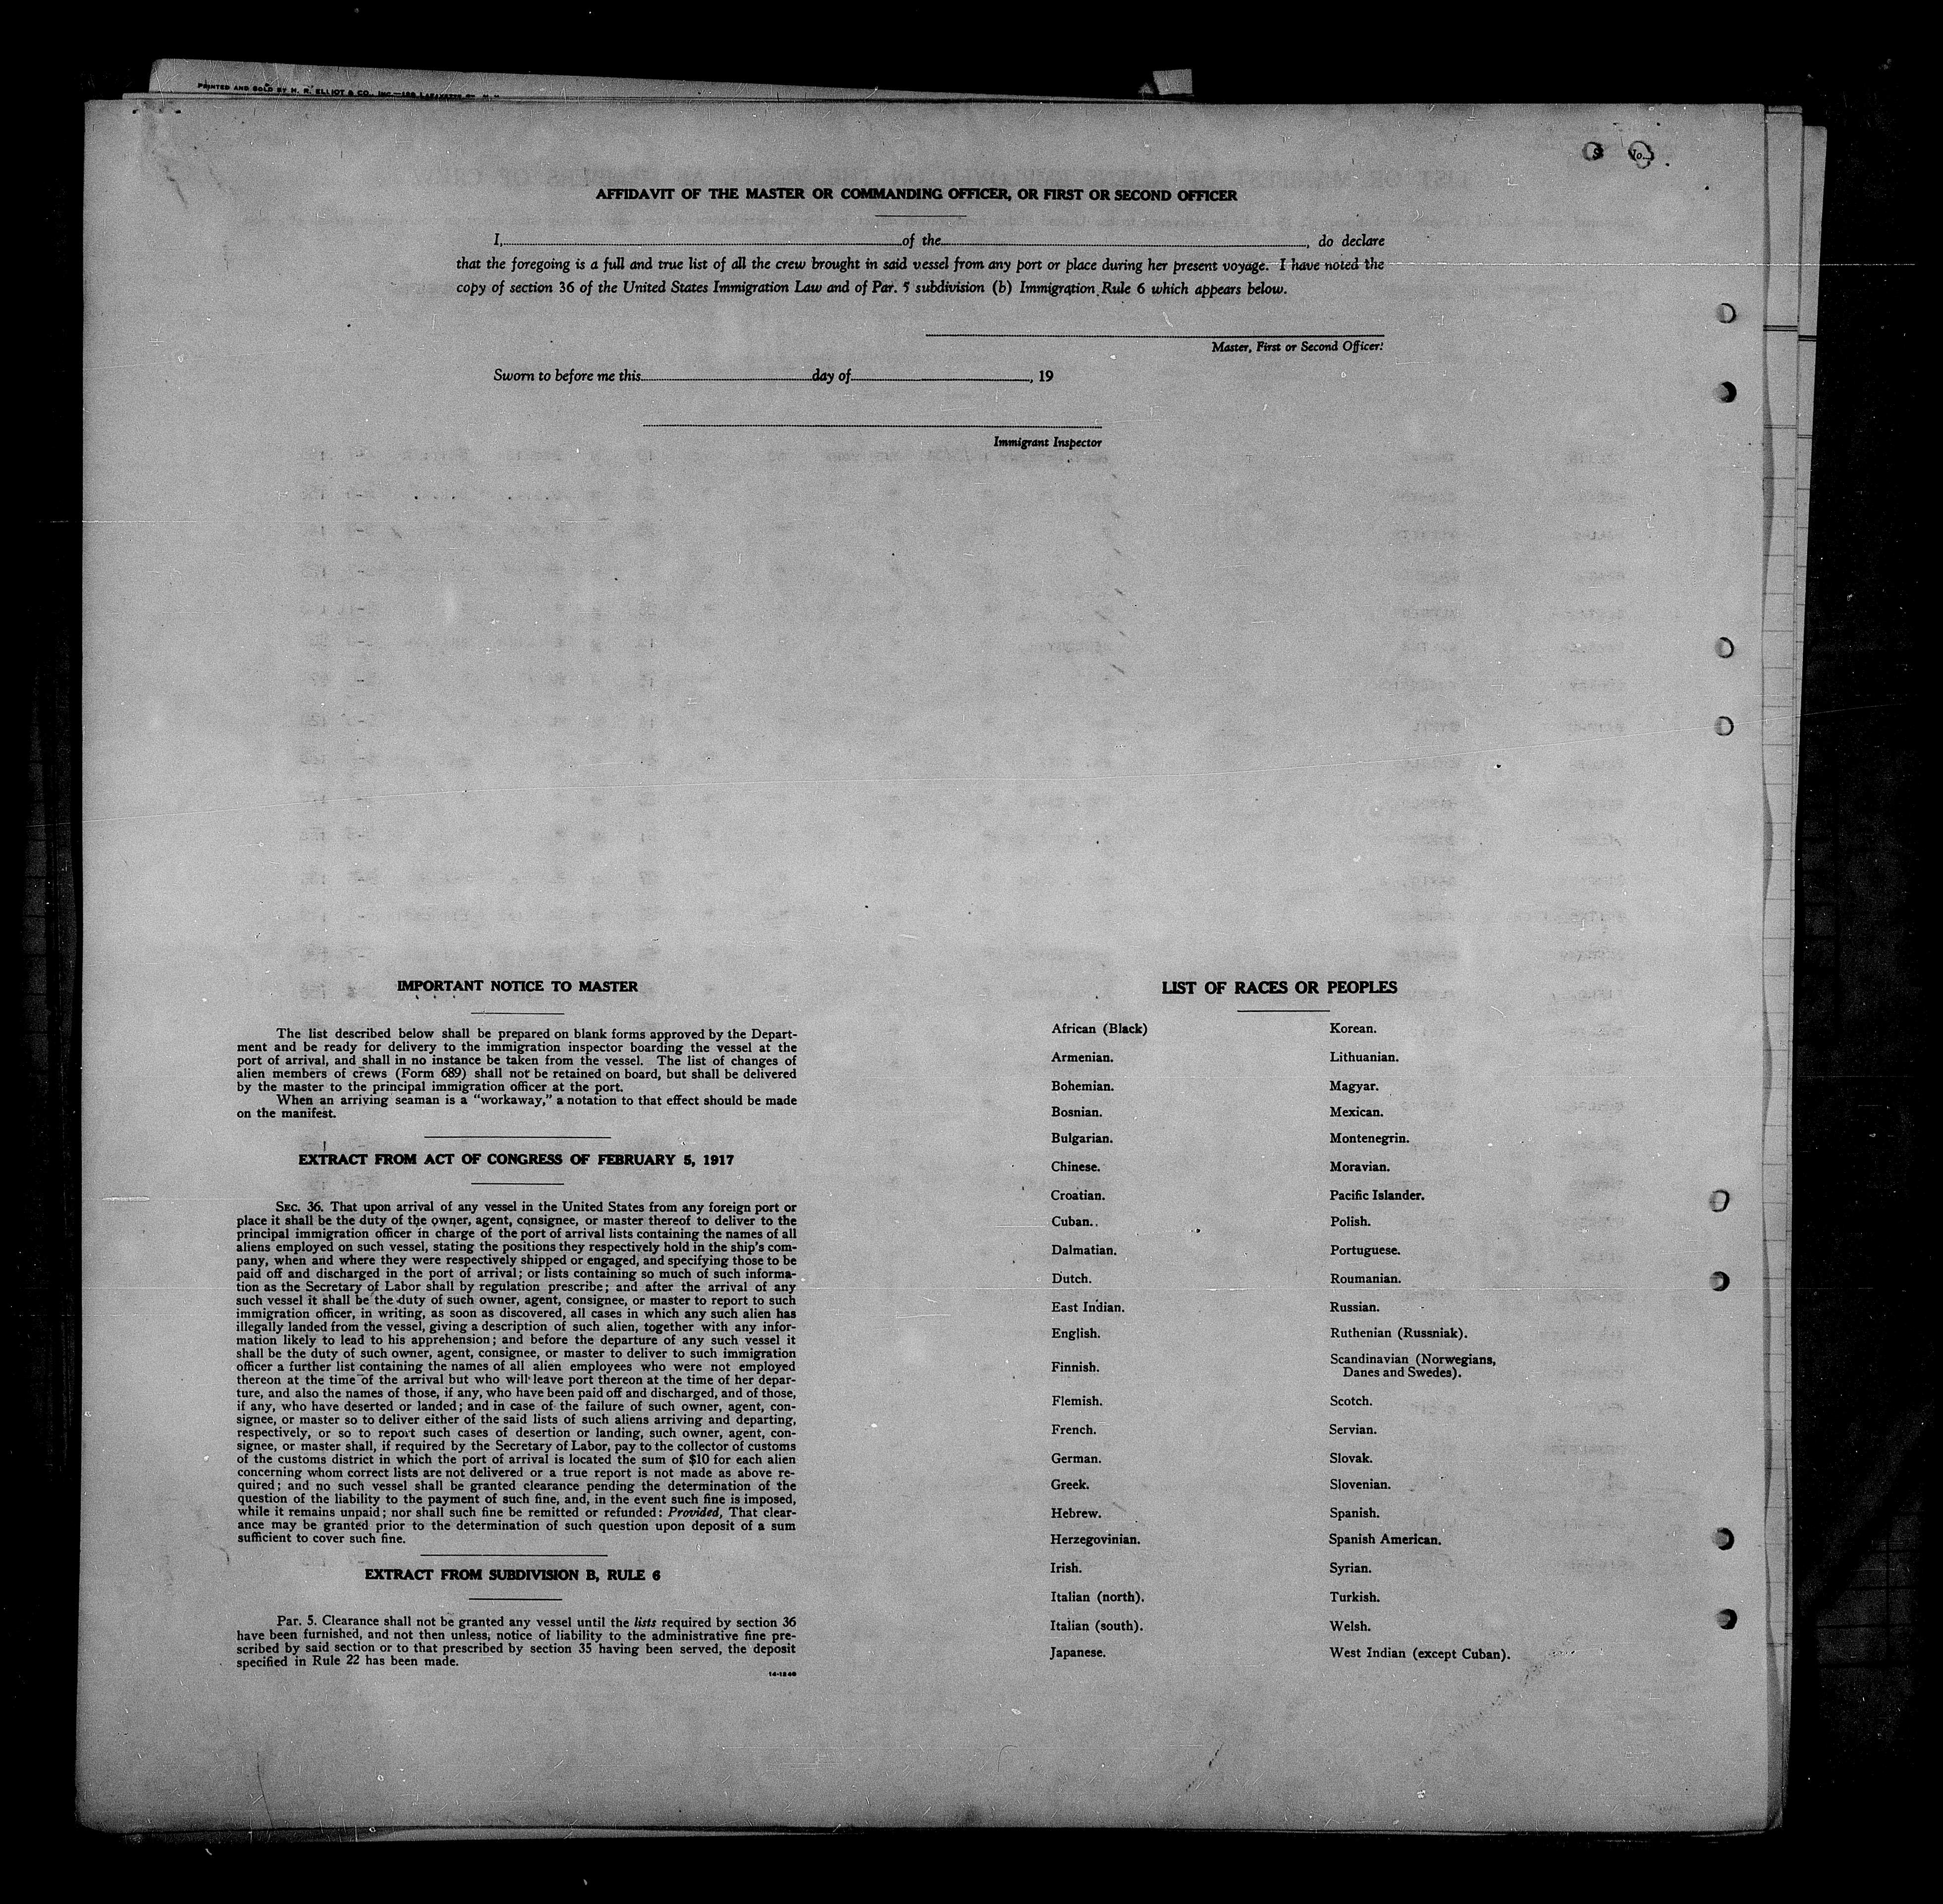 PRINTED AND SOLD BY H. R. ELLIOT & CO., INC.
AFFIDAVIT OF THE MASTER OR COMMANDING OFFICER, OR FIRST OR SECOND OFFICER
I, of the , do declare
that the foregoing is a full and true list of all the crew brought in said vessel from any port or place during her present voyage. I have noted the
copy of section 36 of the United States Immigration Law and of Par. 5 subdivision (b) Immigration Rule 6 which appears below.
Master, First or Second Officer.
Sworn to before me this day of , 19
Immigrant Inspector
IMPORTANT NOTICE TO MASTER
The list described below shall be prepared on blank forms approved by the Depart-
ment and be ready for delivery to the immigration inspector boarding the vessel at the
port of arrival, and shall in no instance be taken from the vessel. The list of changes of
alien members of crews (Form 689) shall not be retained on board, but shall be delivered
by the master to the principal immigration officer at the port.
When an arriving seaman is a "workaway," a notation to that effect should be made
on the manifest.
EXTRACT FROM ACT OF CONGRESS OF FEBRUARY 5, 1917
SEC. 36. That upon arrival of any vessel in the United States from any foreign port or
place it shall be the duty of the owner, agent, consignee, or master thereof to deliver to the
principal immigration officer in charge of the port of arrival lists containing the names of all
aliens employed on such vessel, stating the positions they respectively hold in the ship's com-
pany, when and where they were respectively shipped or engaged, and specifying those to be
paid off and discharged in the port of arrival; or lists containing so much of such informa-
tion as the Secretary of Labor shall by regulation prescribe; and after the arrival of any
such vessel it shall be the duty of such owner, agent, consignee, or master to report to such
immigration officer, in writing, as soon as discovered, all cases in which any such alien has
illegally landed from the vessel, giving a description of such alien, together with any infor-
mation likely to lead to his apprehension; and before the departure of any such vessel it
shall be the duty of such owner, agent, consignee, or master to deliver to such immigration
officer a further list containing the names of all alien employees who were not employed
thereon at the time of the arrival but who will leave port thereon at the time of her depar-
ture, and also the names of those, if any, who have been paid off and discharged, and of those,
if any, who have deserted or landed; and in case of the failure of such owner, agent, con-
signee, or master so to deliver either of the said lists of such aliens arriving and departing,
respectively, or so to report such cases of desertion or landing, such owner, agent, con-
signee, or master shall, if required by the Secretary of Labor, pay to the collector of customs
of the customs district in which the port of arrival is located the sum of $10 for each alien
concerning whom correct lists are not delivered or a true report is not made as above re-
quired; and no such vessel shall be granted clearance pending the determination of the
question of the liability to the payment of such fine, and, in the event such fine is imposed,
while it remains unpaid; nor shall such fine be remitted or refunded: Provided, That clear-
ance may be granted prior to the determination of such question upon deposit of a sum
sufficient to cover such fine.
EXTRACT FROM SUBDIVISION B, RULE 6
Par. 5. Clearance shall not be granted any vessel until the lists required by section 36
have been furnished, and not then unless, notice of liability to the administrative fine pre-
scribed by said section or to that prescribed by section 35 having been served, the deposit
specified in Rule 22 has been made.
14-1240
LIST OF RACES OR PEOPLES
African (Black)
Armenian.
Bohemian.
Bosnian.
Bulgarian.
Chinese.
Croatian.
Cuban.
Dalmatian.
Dutch.
East Indian.
English.
Finnish.
Flemish.
French.
German.
Greek.
Hebrew.
Herzegovinian.
Irish.
Italian (north).
Italian (south).
Japanese.
Korean.
Lithuanian.
Magyar.
Mexican.
Montenegrin.
Moravian.
Pacific Islander.
Polish.
Portuguese.
Roumanian.
Russian.
Ruthenian (Russniak).
Scandinavian (Norwegians,
Danes and Swedes).
Scotch.
Servian.
Slovak.
Slovenian.
Spanish.
Spanish American.
Syrian.
Turkish.
Welsh.
West Indian (except Cuban).